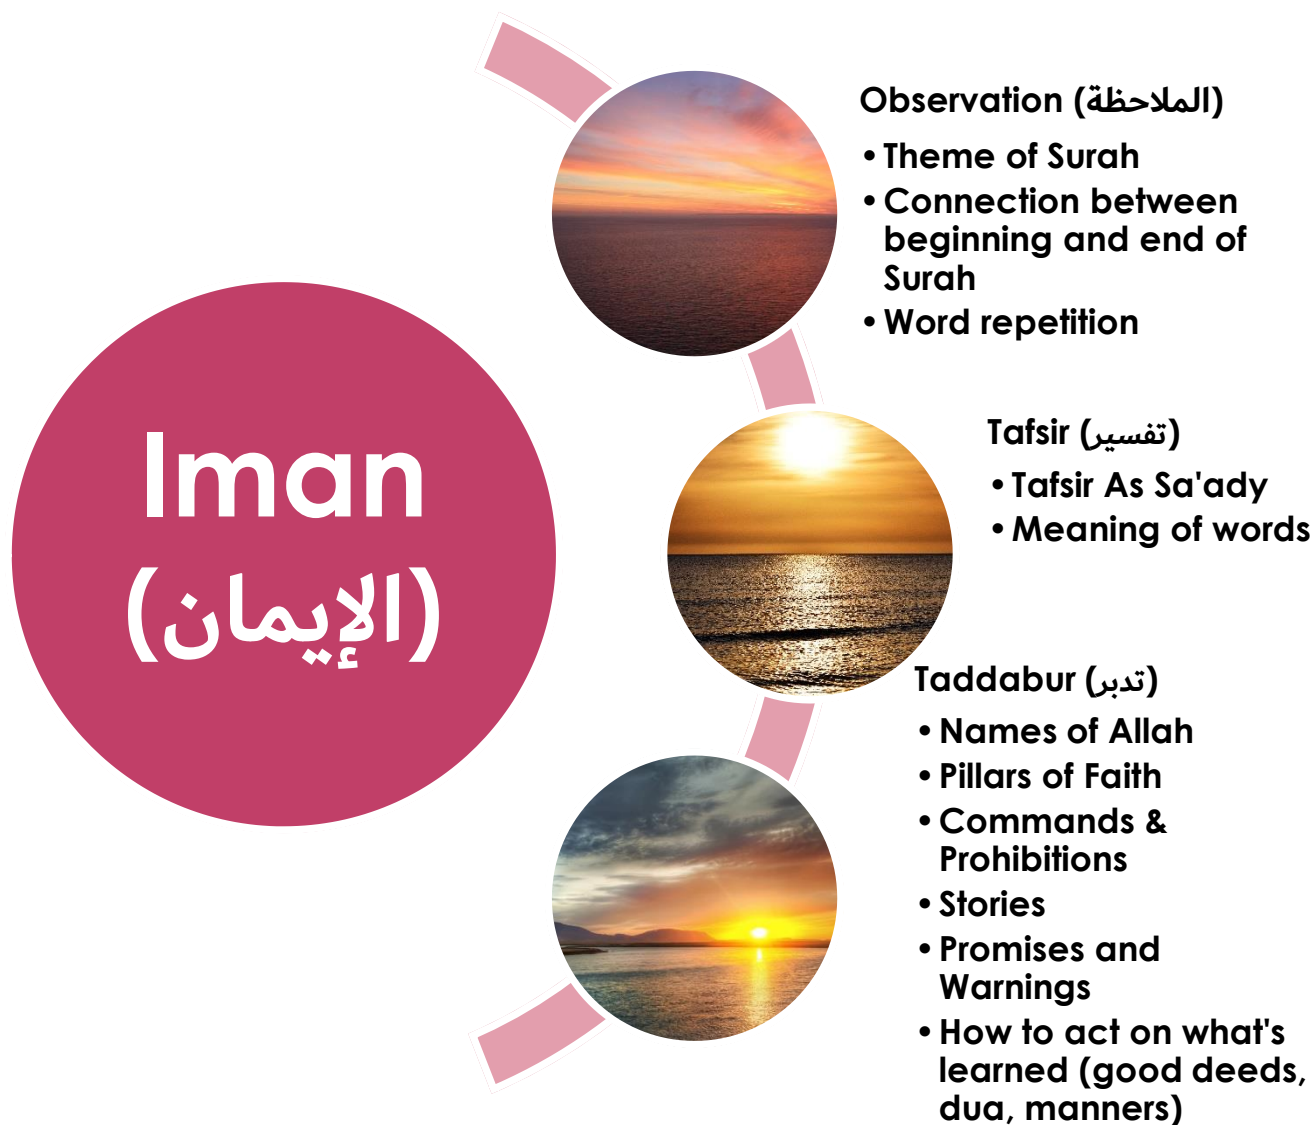 Iman
(الإيمان)
Observation (الملاحظة)
• Theme of Surah
• Connection between
beginning and end of
Surah
• Word repetition
Tafsir (تفسير)
• Tafsir As Sa'ady
• Meaning of words
Taddabur (تدبر)
• Names of Allah
• Pillars of Faith
• Commands &
Prohibitions
• Stories
• Promises and
Warnings
• How to act on what's
learned (good deeds,
dua, manners)